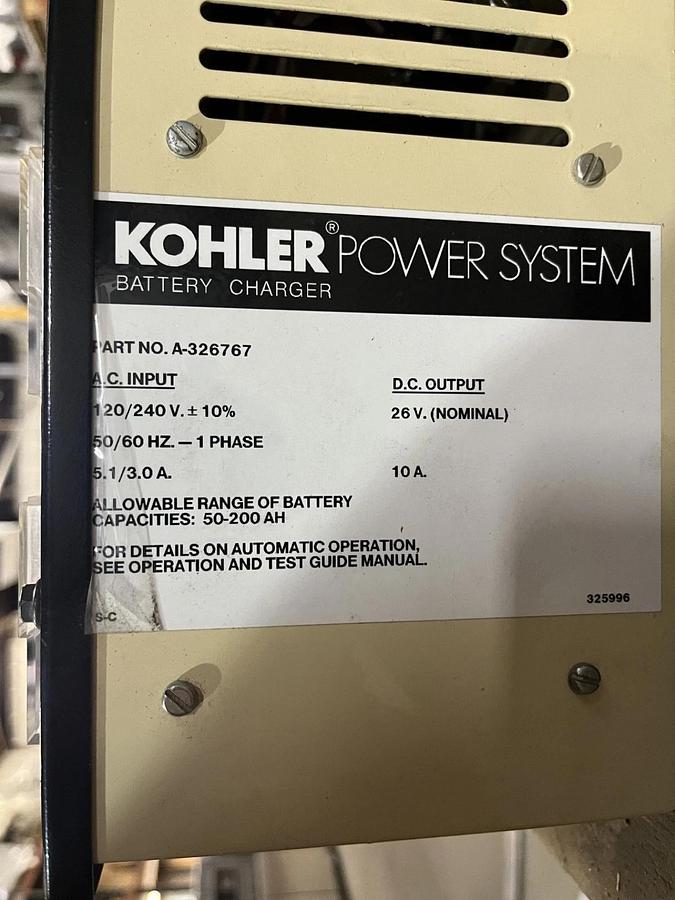 KOHLER® POWER SYSTEM
BATTERY CHARGER
PART NO. A-326767
A.C. INPUT
D.C. OUTPUT
120/240 V. ± 10%
26 V. (NOMINAL)
50/60 HZ. — 1 PHASE
5.1/3.0 A.
10 A.
ALLOWABLE RANGE OF BATTERY
CAPACITIES: 50-200 AH
FOR DETAILS ON AUTOMATIC OPERATION,
SEE OPERATION AND TEST GUIDE MANUAL.
325996
S-C